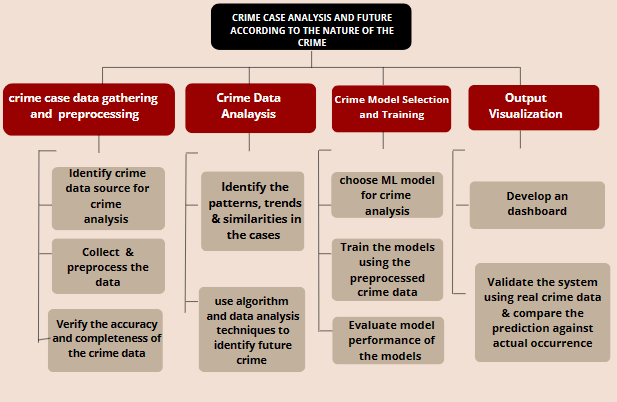 CRIME CASE ANALYSIS AND FUTURE
ACCORDING TO THE NATURE OF THE
CRIME
crime case data gathering
and preprocessing
Crime Data
Analaysis
Crime Model Selection
and Training
Output
Visualization
Identify crime
data source for
crime
analysis
Collect &
preprocess the
data
Verify the accuracy
and completeness of
the crime data
Identify the
patterns, trends
& similarities in
the cases
use algorithm
and data analysis
techniques to
identify future
crime
choose ML model
for crime
analysis
Train the models
using the
preprocessed
crime data
Evaluate model
performance of
the models
Develop an
dashboard
Validate the system
using real crime data
& compare the
prediction against
actual occurrence